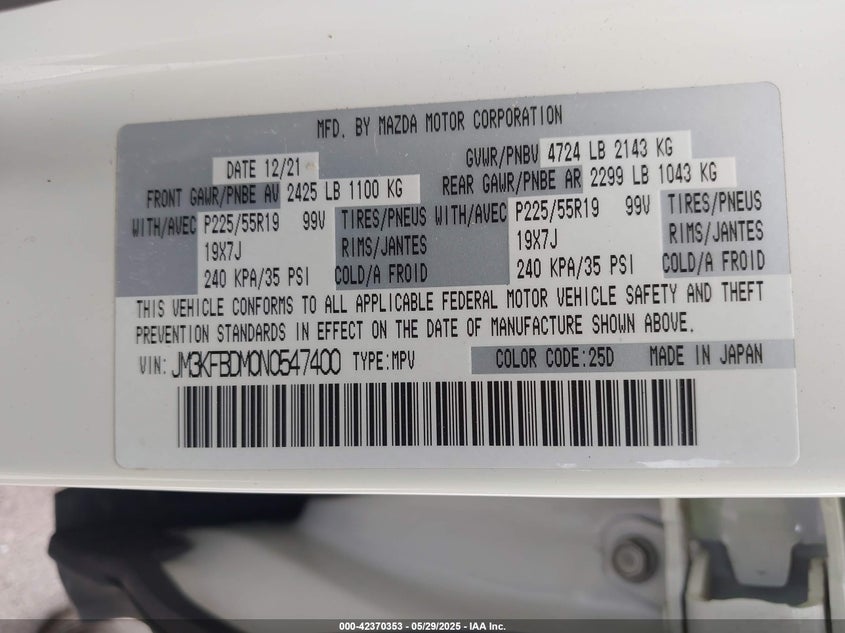 MFD. BY MAZDA MOTOR CORPORATION
DATE 12/21 GVWR/PNBV 4724 LB 2143 KG
FRONT GAWR/PNBE AV 2425 LB 1100 KG REAR GAWR/PNBE AR 2299 LB 1043 KG
WITH/AVEC P225/55R19 99V TIRES/PNEUS WITH/AVEC P225/55R19 99V TIRES/PNEUS
19X7J RIMS/JANTES 19X7J RIMS/JANTES
240 KPA/35 PSI COLD/A FROID 240 KPA/35 PSI COLD/A FROID
THIS VEHICLE CONFORMS TO ALL APPLICABLE FEDERAL MOTOR VEHICLE SAFETY AND THEFT
PREVENTION STANDARDS IN EFFECT ON THE DATE OF MANUFACTURE SHOWN ABOVE.
VIN: JM3KFBDM0N0547400 TYPE:MPV COLOR CODE:25D MADE IN JAPAN
000-42370353 — 05/29/2025 — IAA Inc.